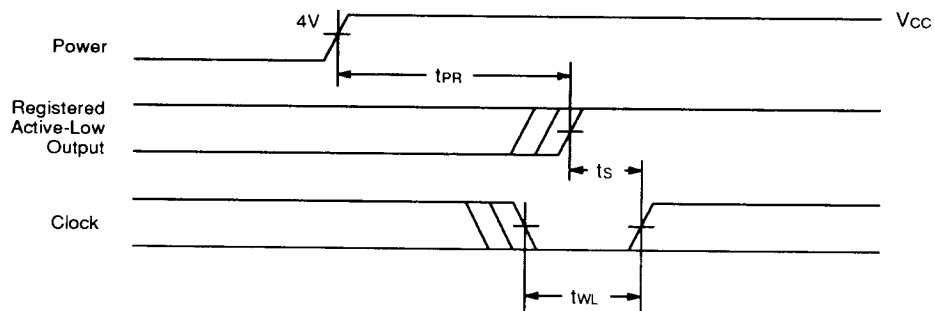 4V
VCC
Power
tPR
Registered
Active-Low
Output
tS
Clock
tWL